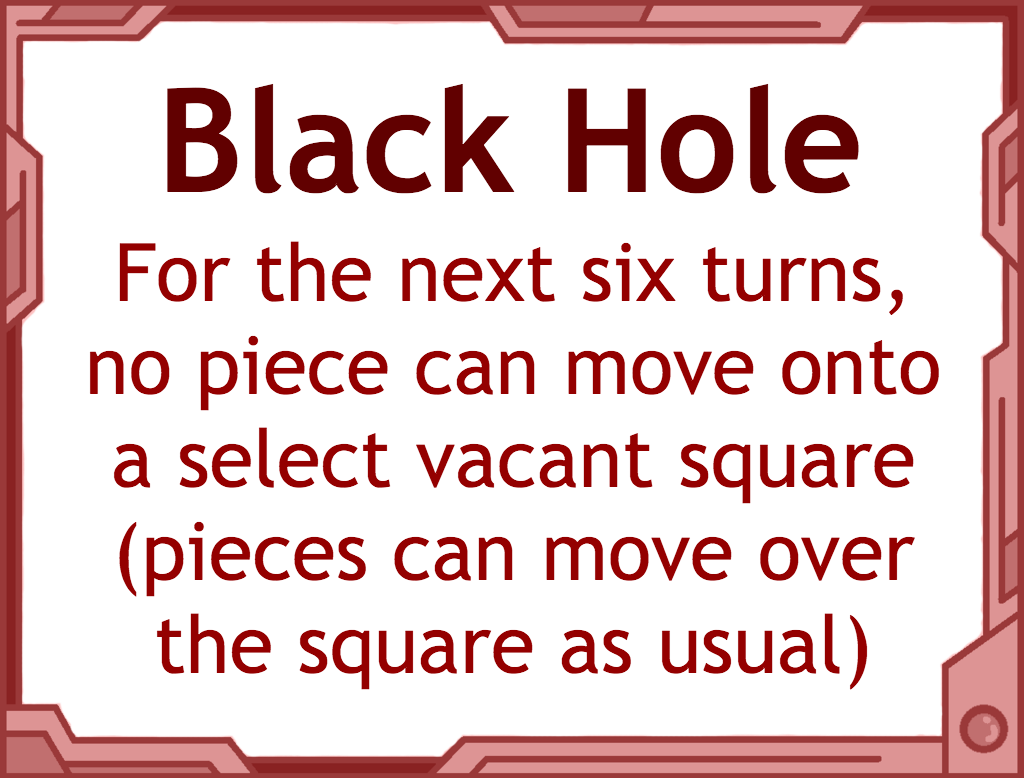 Black Hole
For the next six turns,
no piece can move onto
a select vacant square
(pieces can move over
the square as usual)